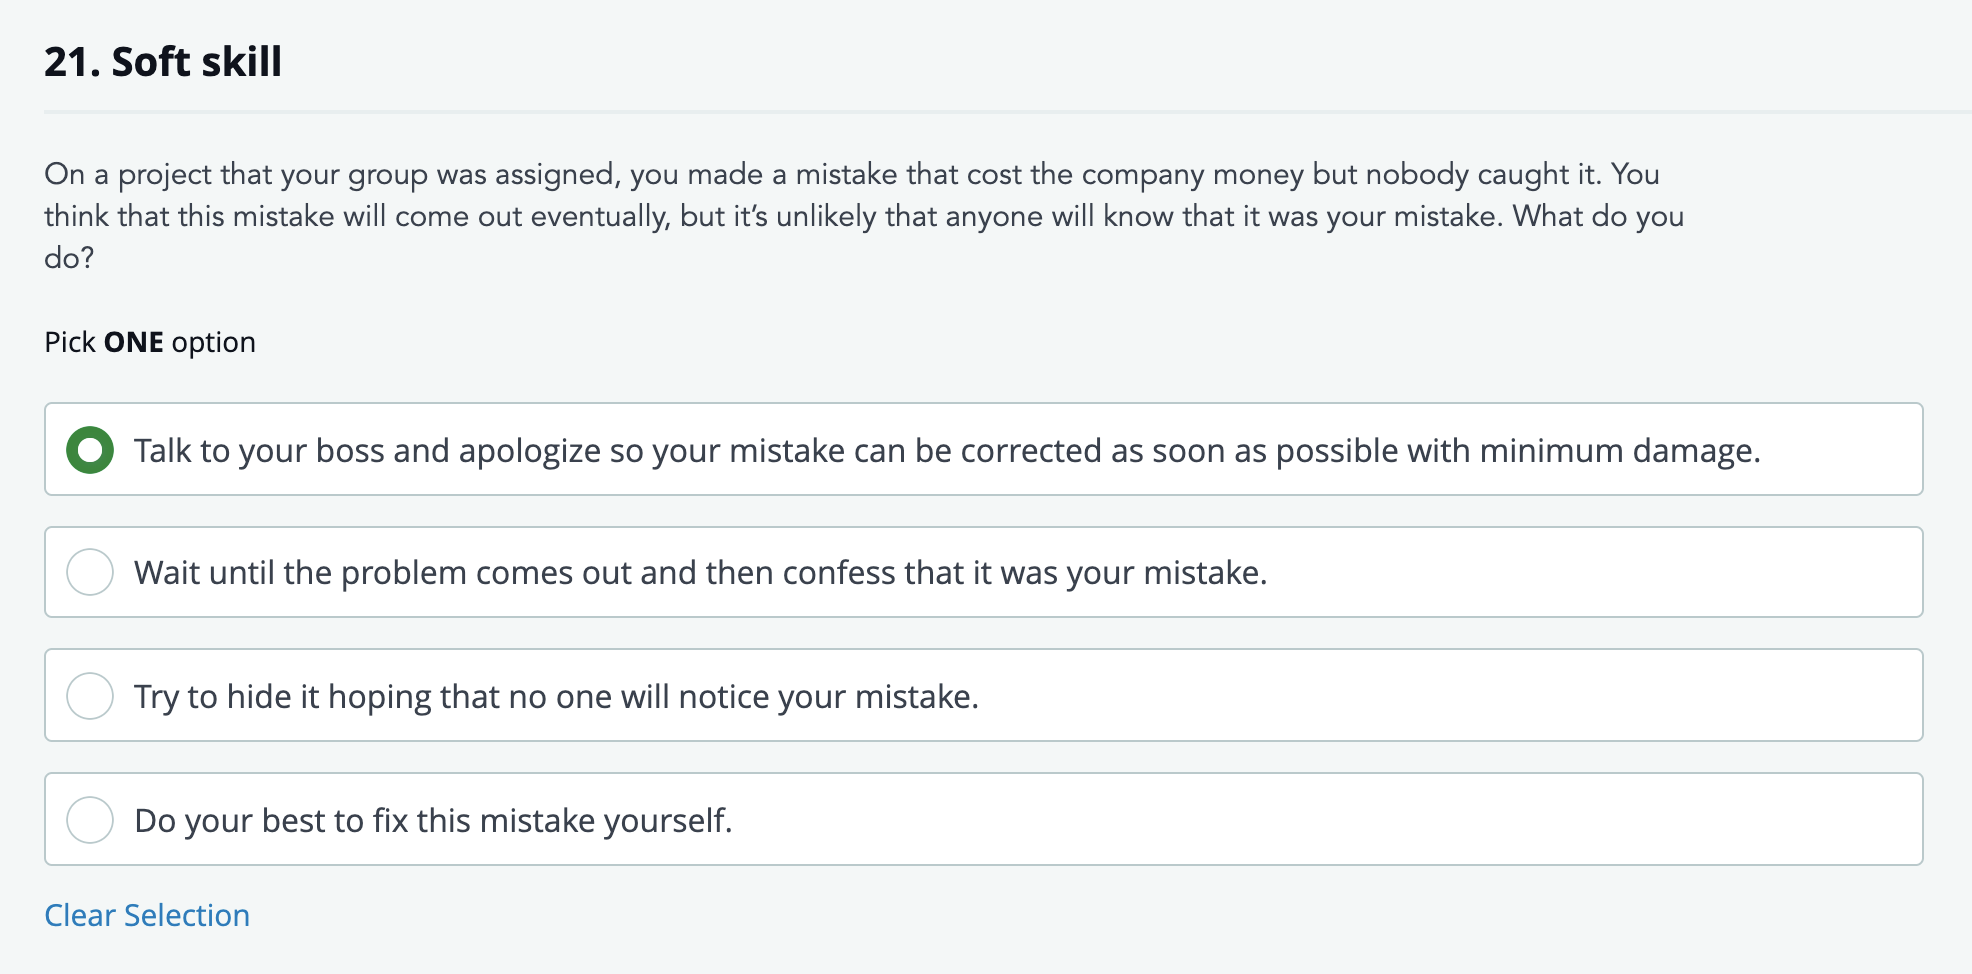 21. Soft skill
On a project that your group was assigned, you made a mistake that cost the company money but nobody caught it. You
think that this mistake will come out eventually, but it’s unlikely that anyone will know that it was your mistake. What do you
do?
Pick ONE option
Talk to your boss and apologize so your mistake can be corrected as soon as possible with minimum damage.
Wait until the problem comes out and then confess that it was your mistake.
Try to hide it hoping that no one will notice your mistake.
Do your best to fix this mistake yourself.
Clear Selection